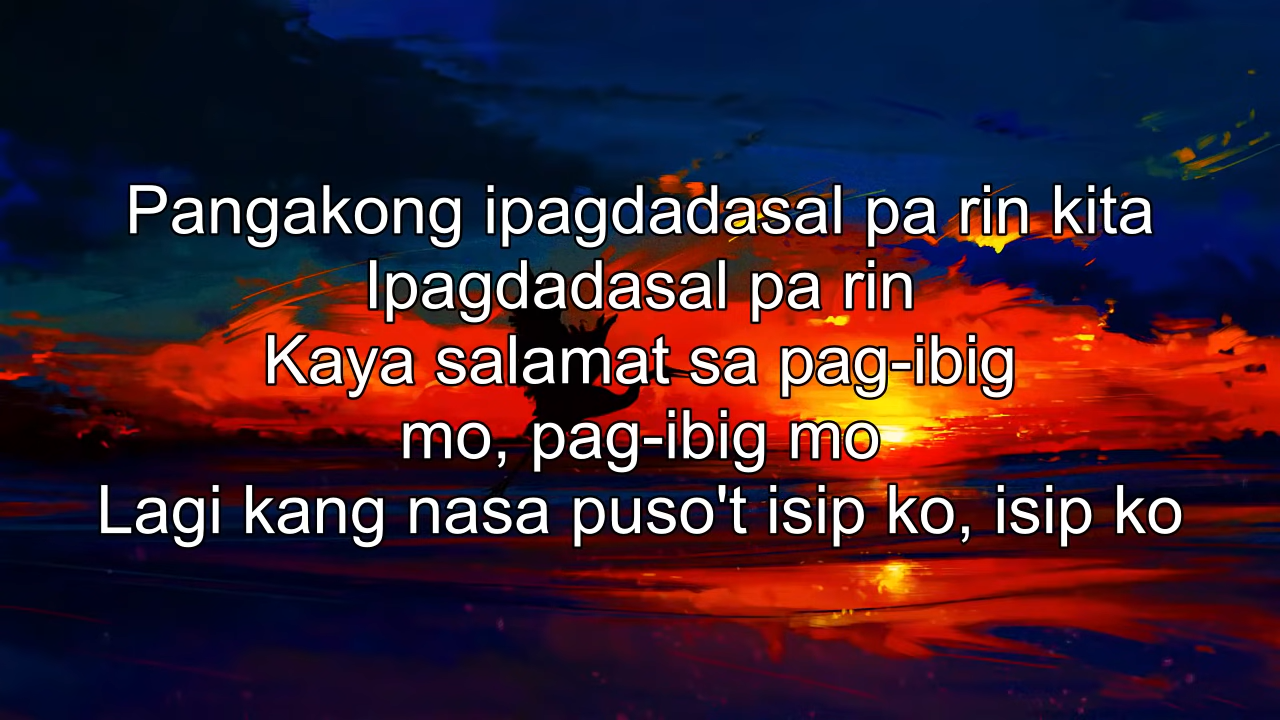 Pangakong ipagdadasal pa rin kita
Ipagdadasal pa rin
Kaya salamat sa pag-ibig
mo, pag-ibig mo
Lagi kang nasa puso't isip ko, isip ko